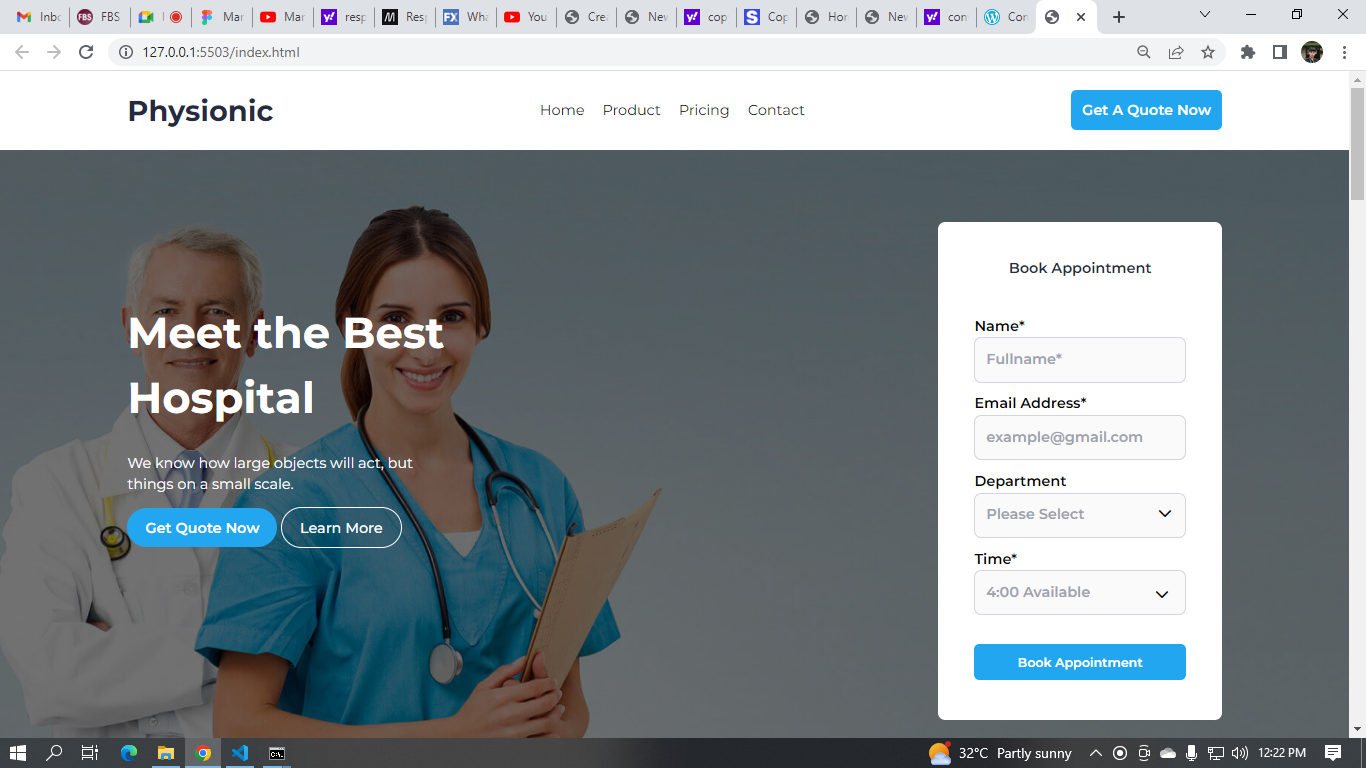 Inbo
FBS
Mar
Mar
resp
Resp
Wha
You
Crea
New
cop
Cop
Hor
New
con
Con
127.0.0.1:5503/index.html
Physionic
Home Product Pricing Contact
Get A Quote Now
Meet the Best
Hospital
We know how large objects will act, but
things on a small scale.
Get Quote Now
Learn More
Book Appointment
Name*
Fullname*
Email Address*
example@gmail.com
Department
Please Select
Time*
4:00 Available
Book Appointment
32°C Partly sunny
12:22 PM